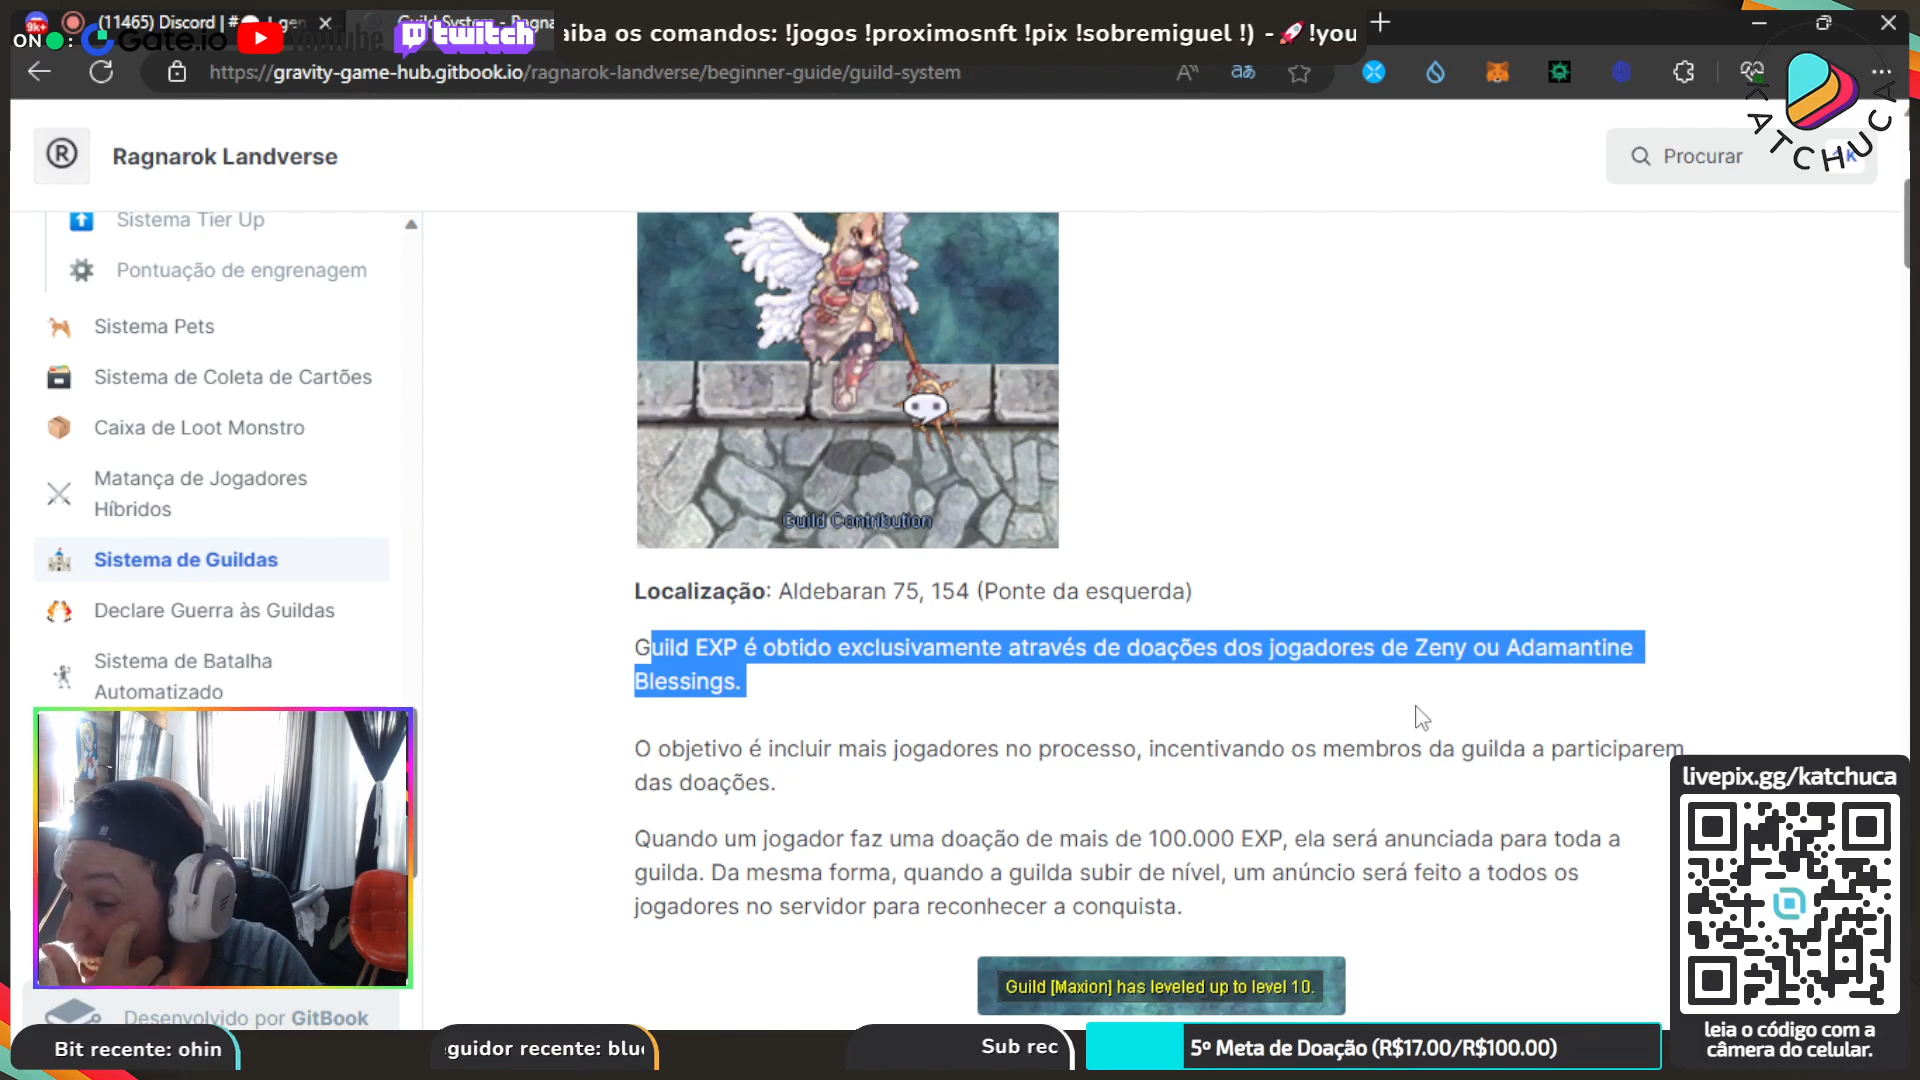 (11465) Discord | #
Guild System - Ragna
ON
:
Gate.io
YouTube
twitch
aiba os comandos: !jogos !proximosnft !pix !sobremiguel !) - 🚀 !you
https://gravity-game-hub.gitbook.io/ragnarok-landverse/beginner-guide/guild-system
KATCHUCA
Ragnarok Landverse
Procurar
K
Sistema Tier Up
Pontuação de engrenagem
Sistema Pets
Sistema de Coleta de Cartões
Caixa de Loot Monstro
Matança de Jogadores
Híbridos
Sistema de Guildas
Declare Guerra às Guildas
Sistema de Batalha
Automatizado
Desenvolvido por GitBook
Guild Contribution
Localização: Aldebaran 75, 154 (Ponte da esquerda)
Guild EXP é obtido exclusivamente através de doações dos jogadores de Zeny ou Adamantine
Blessings.
O objetivo é incluir mais jogadores no processo, incentivando os membros da guilda a participarem
das doações.
Quando um jogador faz uma doação de mais de 100.000 EXP, ela será anunciada para toda a
guilda. Da mesma forma, quando a guilda subir de nível, um anúncio será feito a todos os
jogadores no servidor para reconhecer a conquista.
Guild [Maxion] has leveled up to level 10.
livepix.gg/katchuca
leia o código com a
câmera do celular.
Bit recente: ohin
guidor recente: blu
Sub rec
5º Meta de Doação (R$17.00/R$100.00)